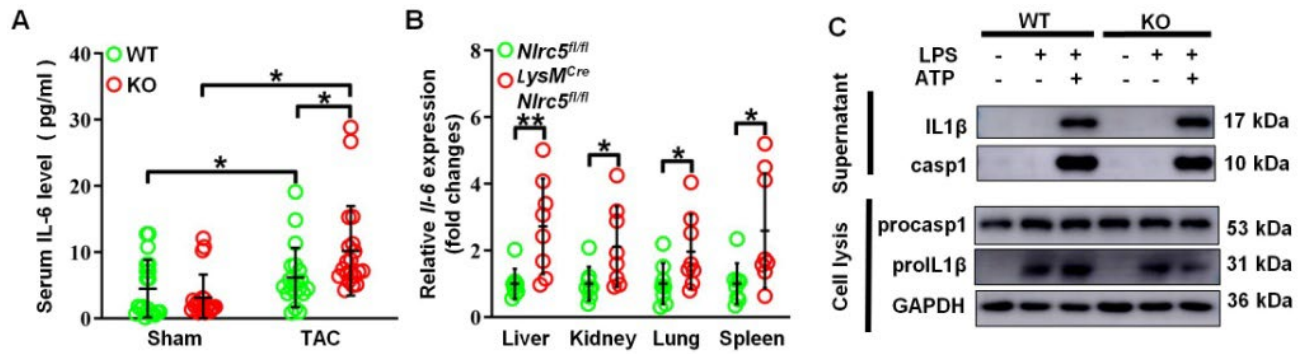 A
WT
KO
Serum IL-6 level ( pg/ml)
40
30
20
10
0
*
*
*
Sham
TAC
B
Nlrc5fl/fl
LysMCre
Nlrc5fl/fl
Relative Il-6 expression
(fold changes)
8
6
4
2
0
**
*
*
*
Liver
Kidney
Lung
Spleen
C
WT
KO
LPS - + + - + +
ATP - - + - - +
Supernatant
IL1β 17 kDa
casp1 10 kDa
Cell lysis
procasp1 53 kDa
proIL1β 31 kDa
GAPDH 36 kDa